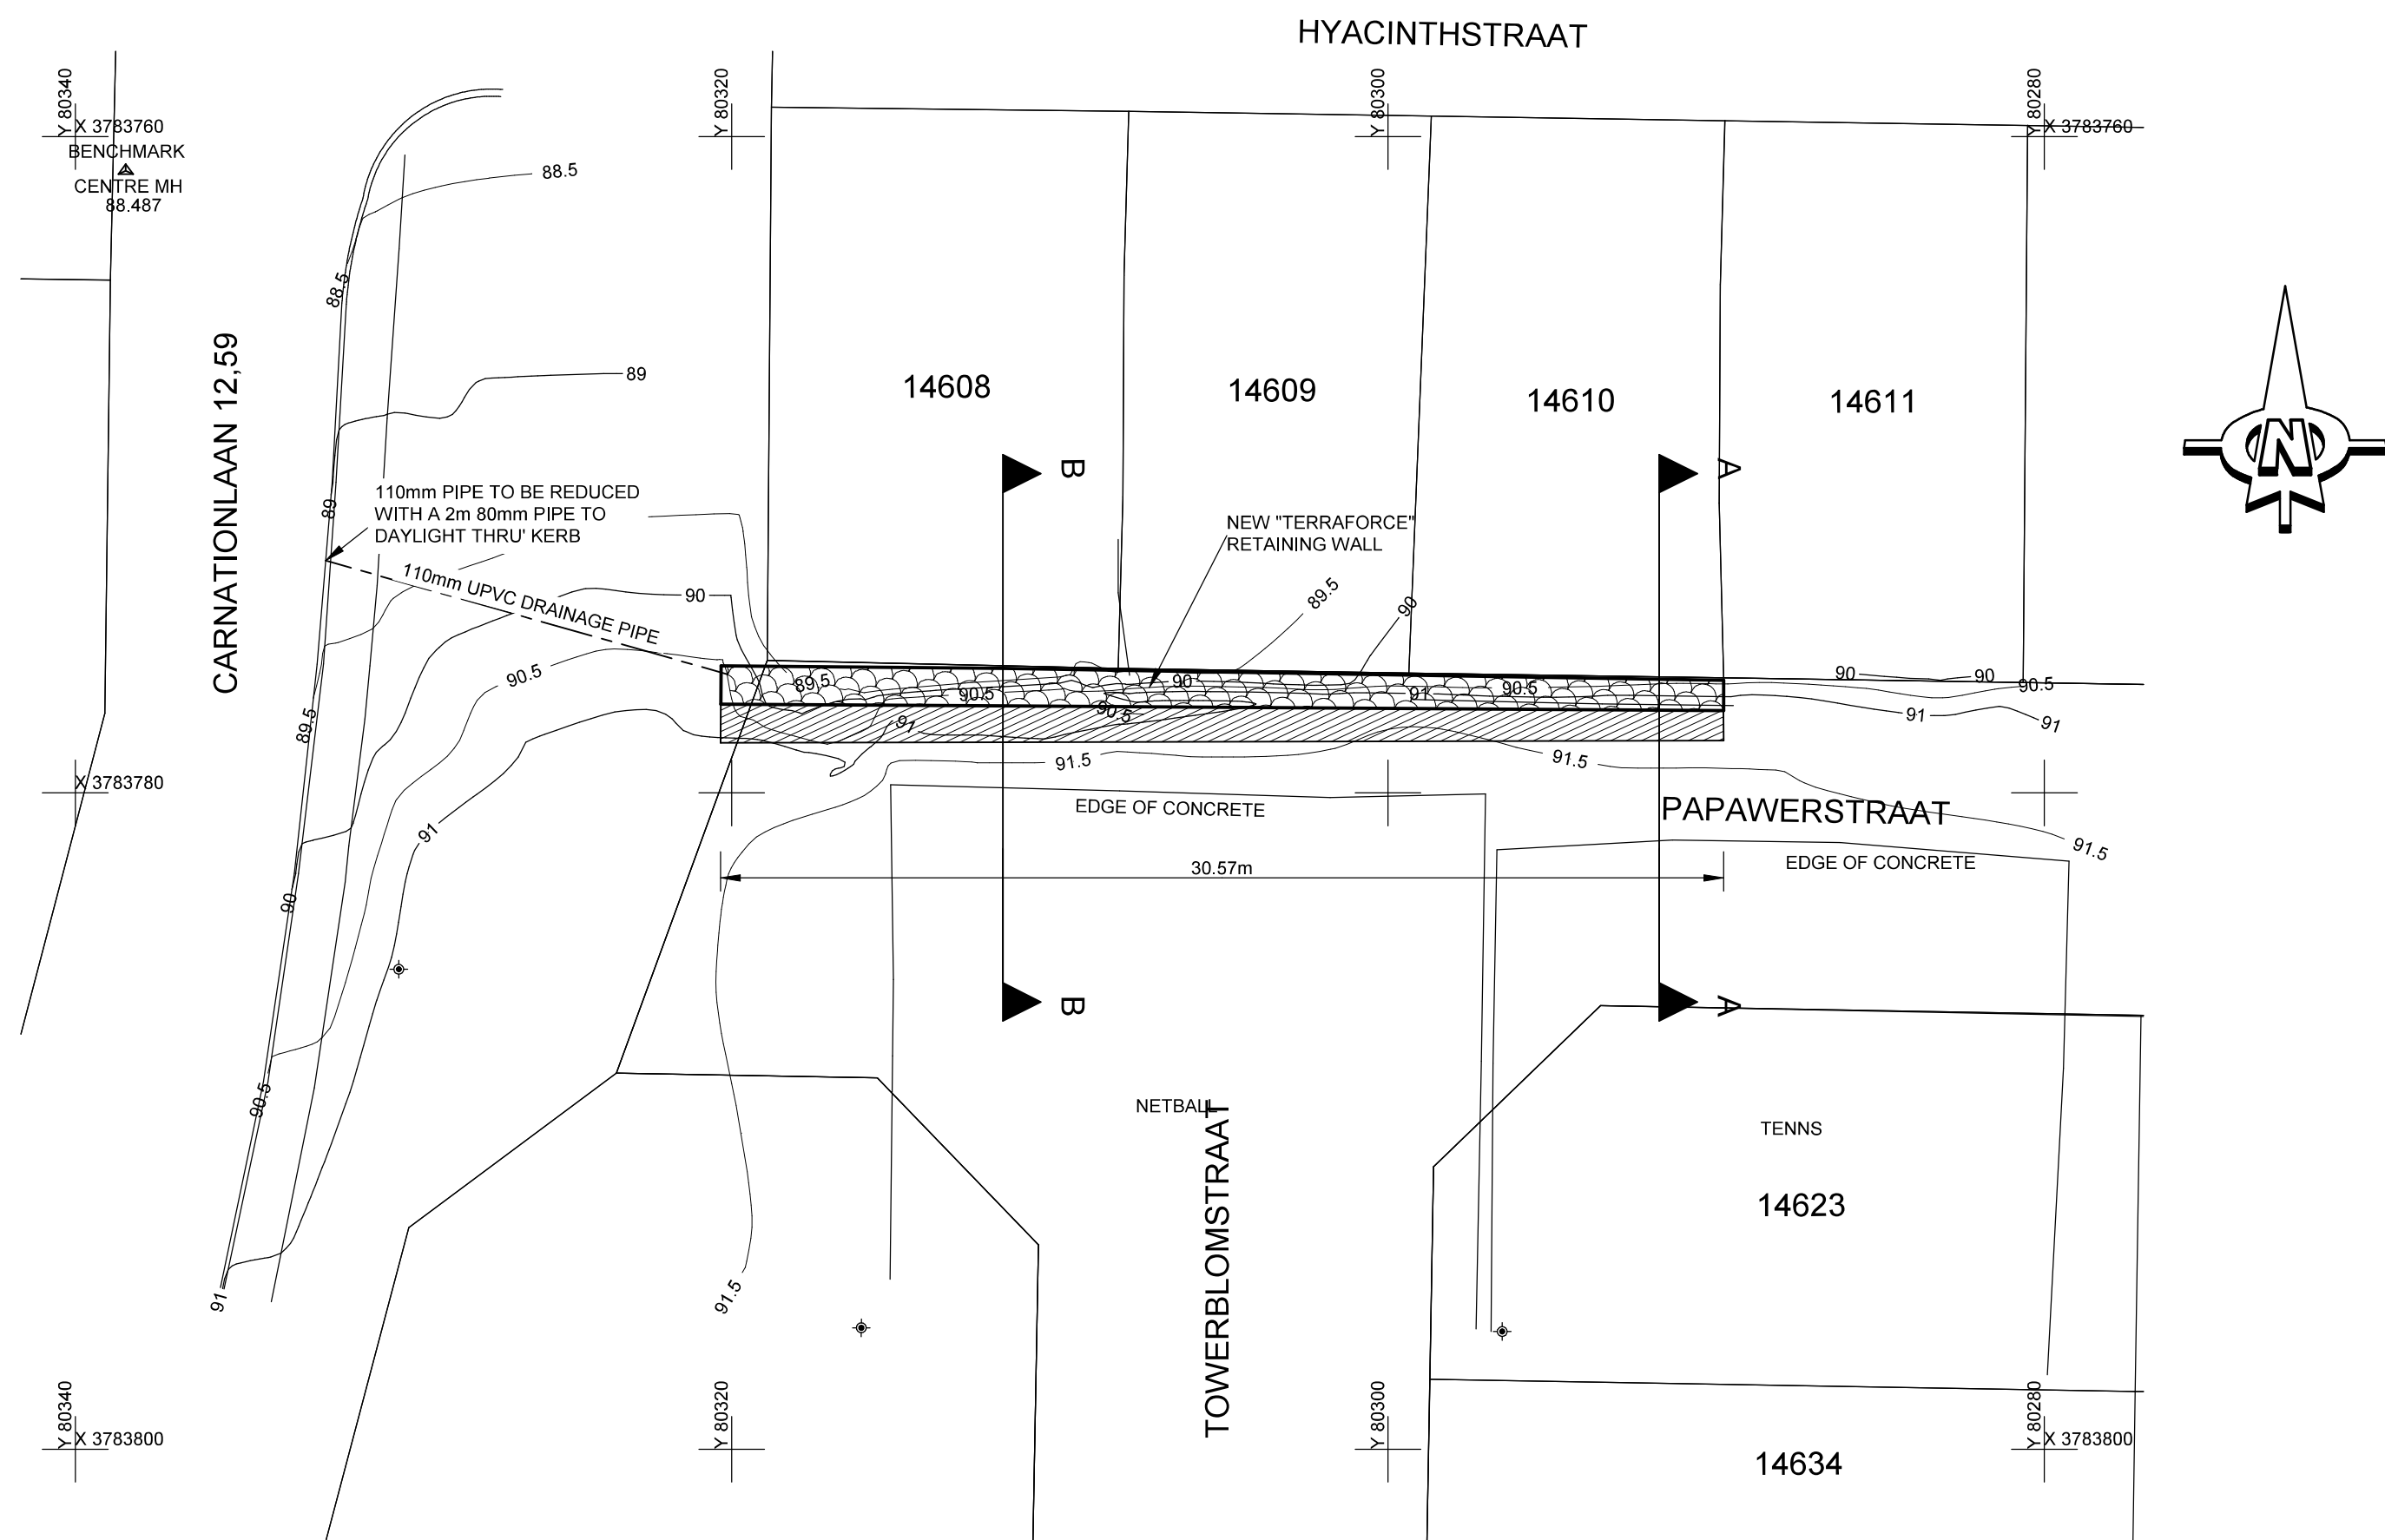 HYACINTHSTRAAT
Y 80340
X 3783760
Y 80320
Y 80300
Y 80280
X 3783760
BENCHMARK
CENTRE MH
88.487
88.5
88.5
89
89
CARNATIONLAAN 12,59
14608
14609
14610
14611
N
B
A
110mm PIPE TO BE REDUCED
WITH A 2m 80mm PIPE TO
DAYLIGHT THRU' KERB
110mm UPVC DRAINAGE PIPE
NEW "TERRAFORCE"
RETAINING WALL
89.5
90
90
90.5
89.5
90.5
90
91
90.5
90
90
90.5
91
91
91
90.5
89.5
91.5
91.5
X 3783780
EDGE OF CONCRETE
PAPAWERSTRAAT
91
91.5
EDGE OF CONCRETE
30.57m
90
B
A
90.5
NETBALL
TENNS
14623
TOWERBLOMSTRAAT
91
91.5
Y 80340
X 3783800
Y 80320
Y 80300
Y 80280
X 3783800
14634